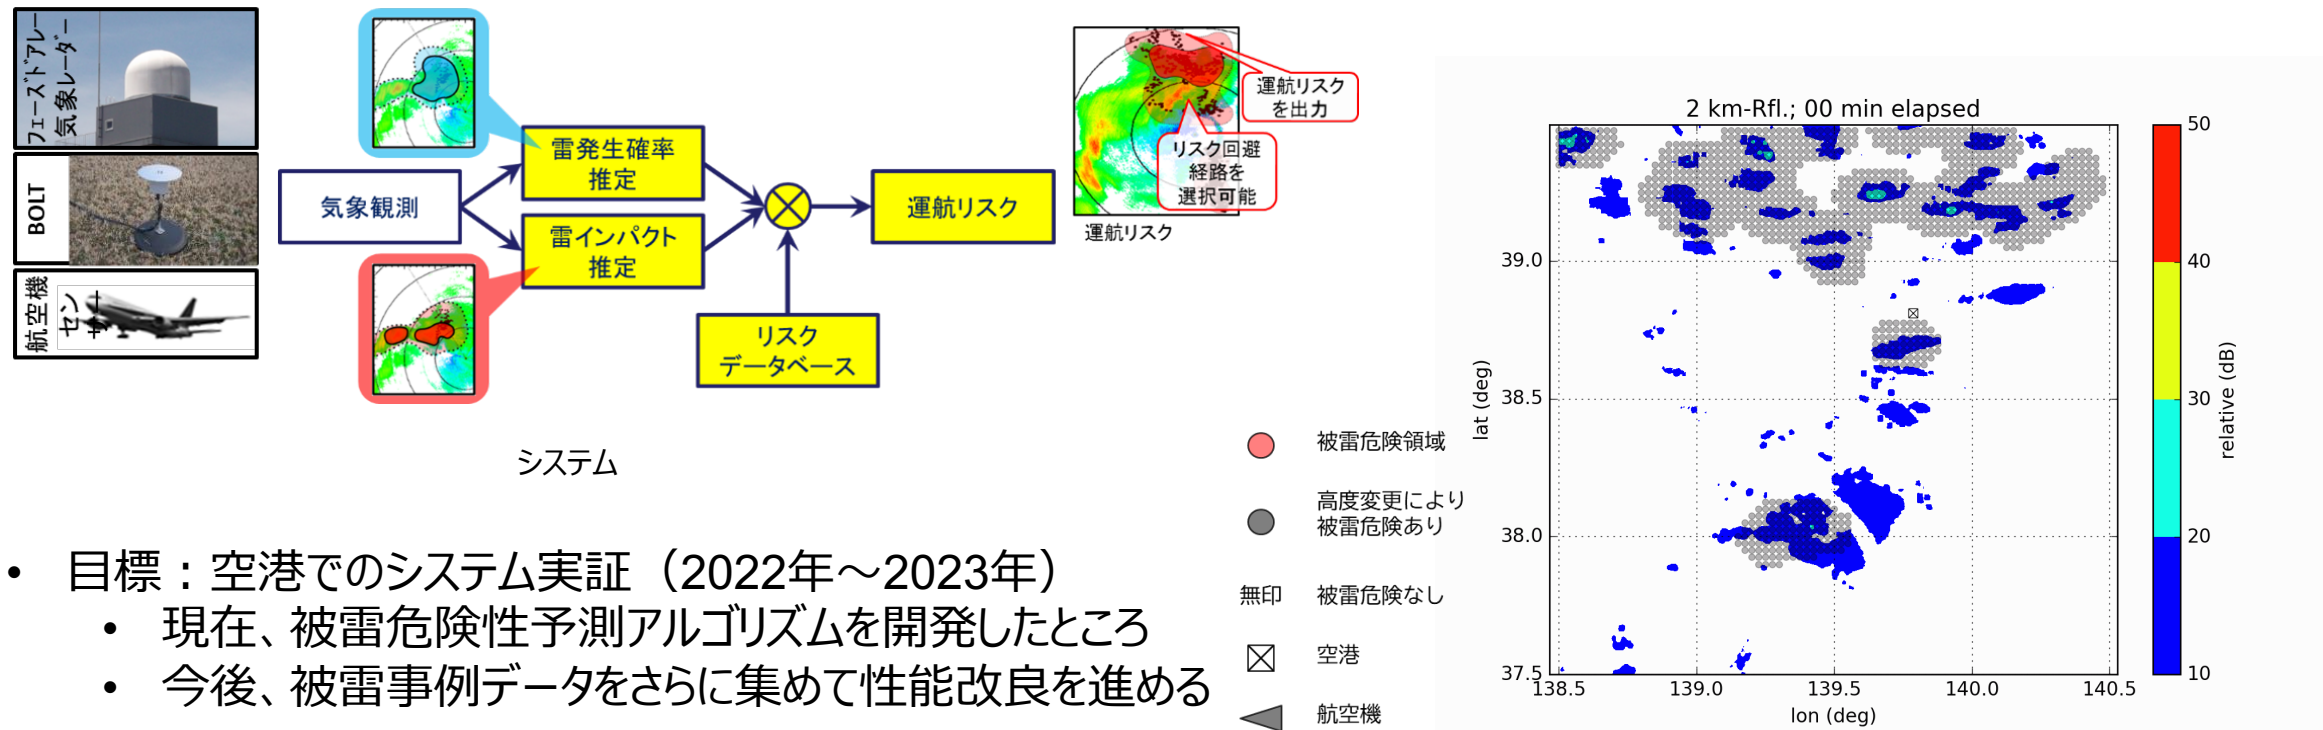 フェーズドアレー
気象レーダー
BOLT
航空機
センサー
気象観測
雷発生確率
推定
雷インパクト
推定
リスク
データベース
運航リスク
運航リスク
を出力
リスク回避
経路を
選択可能
運航リスク
システム
• 目標：空港でのシステム実証（2022年～2023年）
• 現在、被雷危険性予測アルゴリズムを開発したところ
• 今後、被雷事例データをさらに集めて性能改良を進める
被雷危険領域
高度変更により
被雷危険あり
無印 被雷危険なし
空港
航空機
2 km-Rfl.; 00 min elapsed
lat (deg)
39.0
38.5
38.0
37.5
138.5 139.0 139.5 140.0 140.5
lon (deg)
50
40
30
20
10
relative (dB)